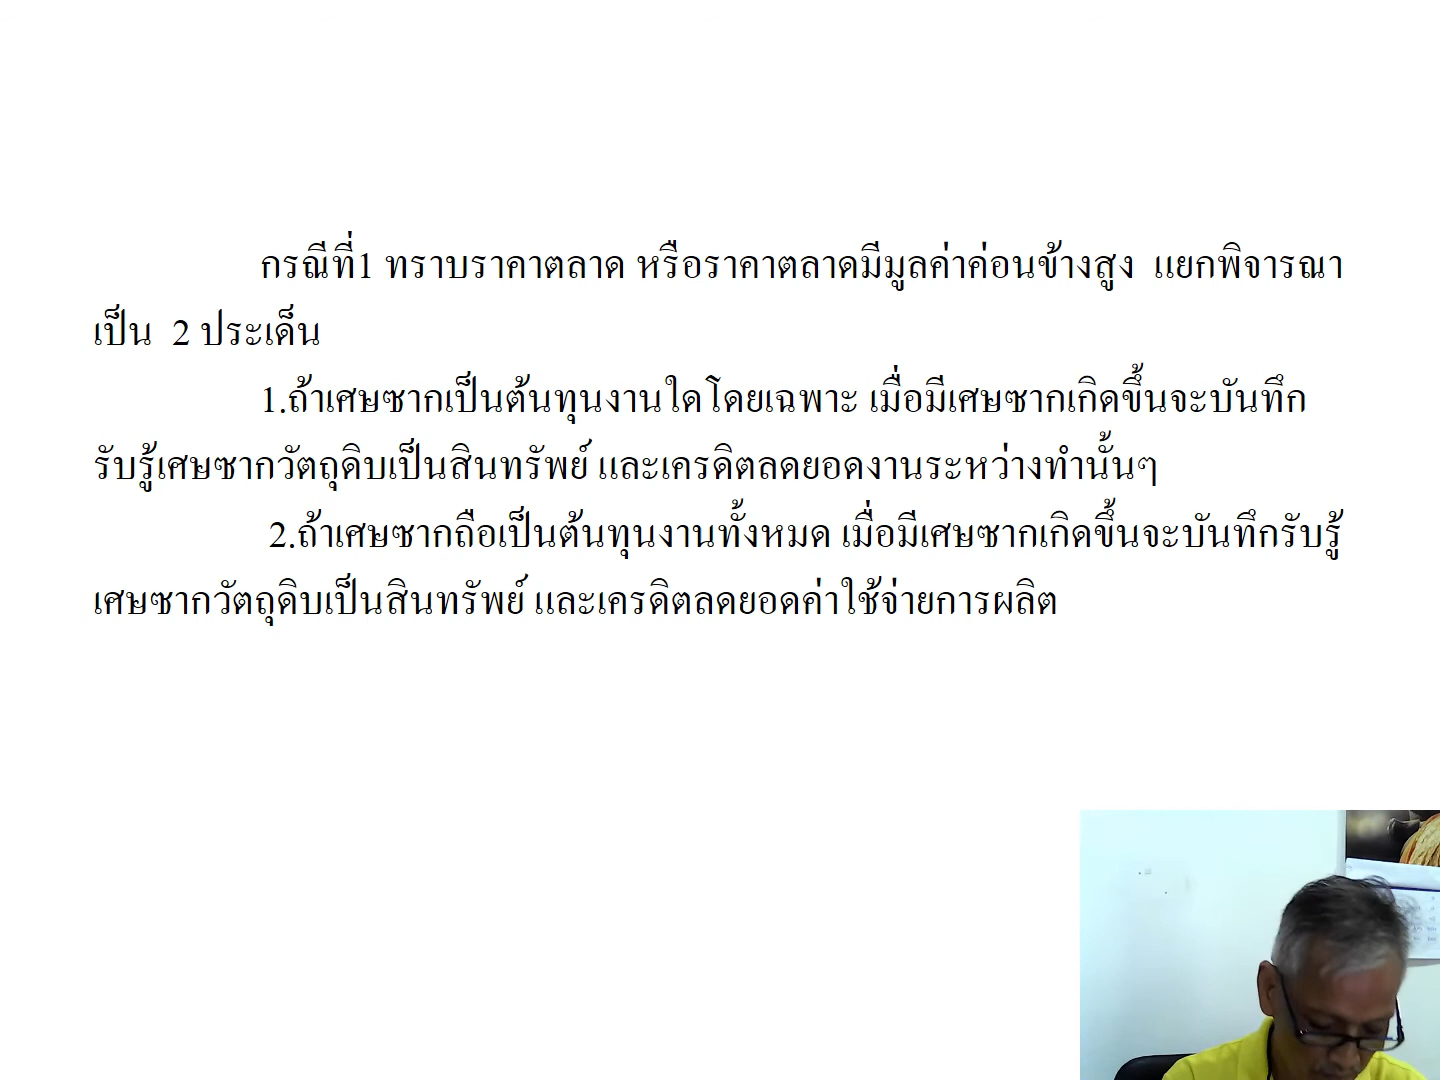 กรณีที่1 ทราบราคาตลาด หรือราคาตลาดมีมูลค่าค่อนข้างสูง  แยกพิจารณา
เป็น  2 ประเด็น
1.ถ้าเศษซากเป็นต้นทุนงานใดโดยเฉพาะ เมื่อมีเศษซากเกิดขึ้นจะบันทึก
รับรู้เศษซากวัตถุดิบเป็นสินทรัพย์ และเครดิตลดยอดงานระหว่างทำนั้นๆ
2.ถ้าเศษซากถือเป็นต้นทุนงานทั้งหมด เมื่อมีเศษซากเกิดขึ้นจะบันทึกรับรู้
เศษซากวัตถุดิบเป็นสินทรัพย์ และเครดิตลดยอดค่าใช้จ่ายการผลิต